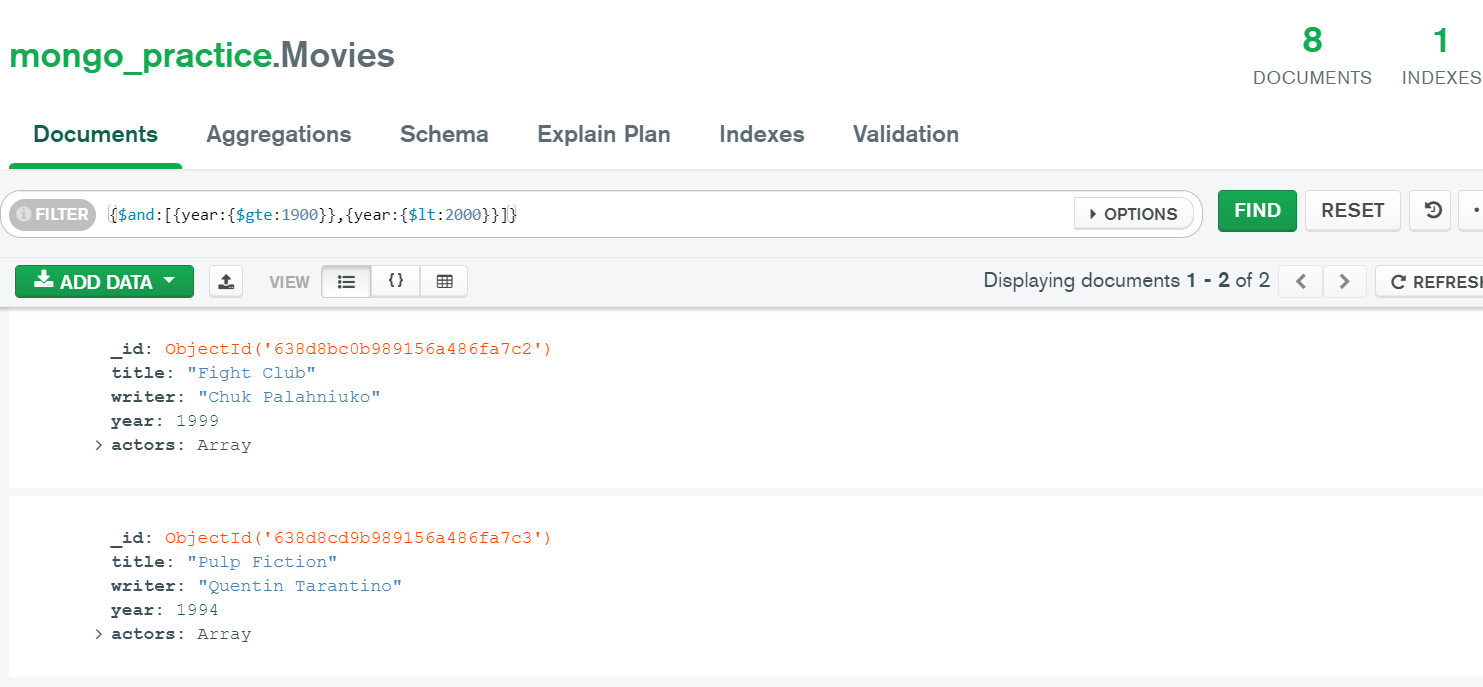 mongo_practice.Movies
8
DOCUMENTS
1
INDEXES
Documents Aggregations Schema Explain Plan Indexes Validation
FILTER {$and:[{year:{$gte:1900}},{year:{$lt:2000}}]} OPTIONS FIND RESET
ADD DATA VIEW {} Displaying documents 1 - 2 of 2 REFRESH
_id: ObjectId('638d8bc0b989156a486fa7c2')
title: "Fight Club"
writer: "Chuk Palahniuko"
year: 1999
actors: Array
_id: ObjectId('638d8cd9b989156a486fa7c3')
title: "Pulp Fiction"
writer: "Quentin Tarantino"
year: 1994
actors: Array